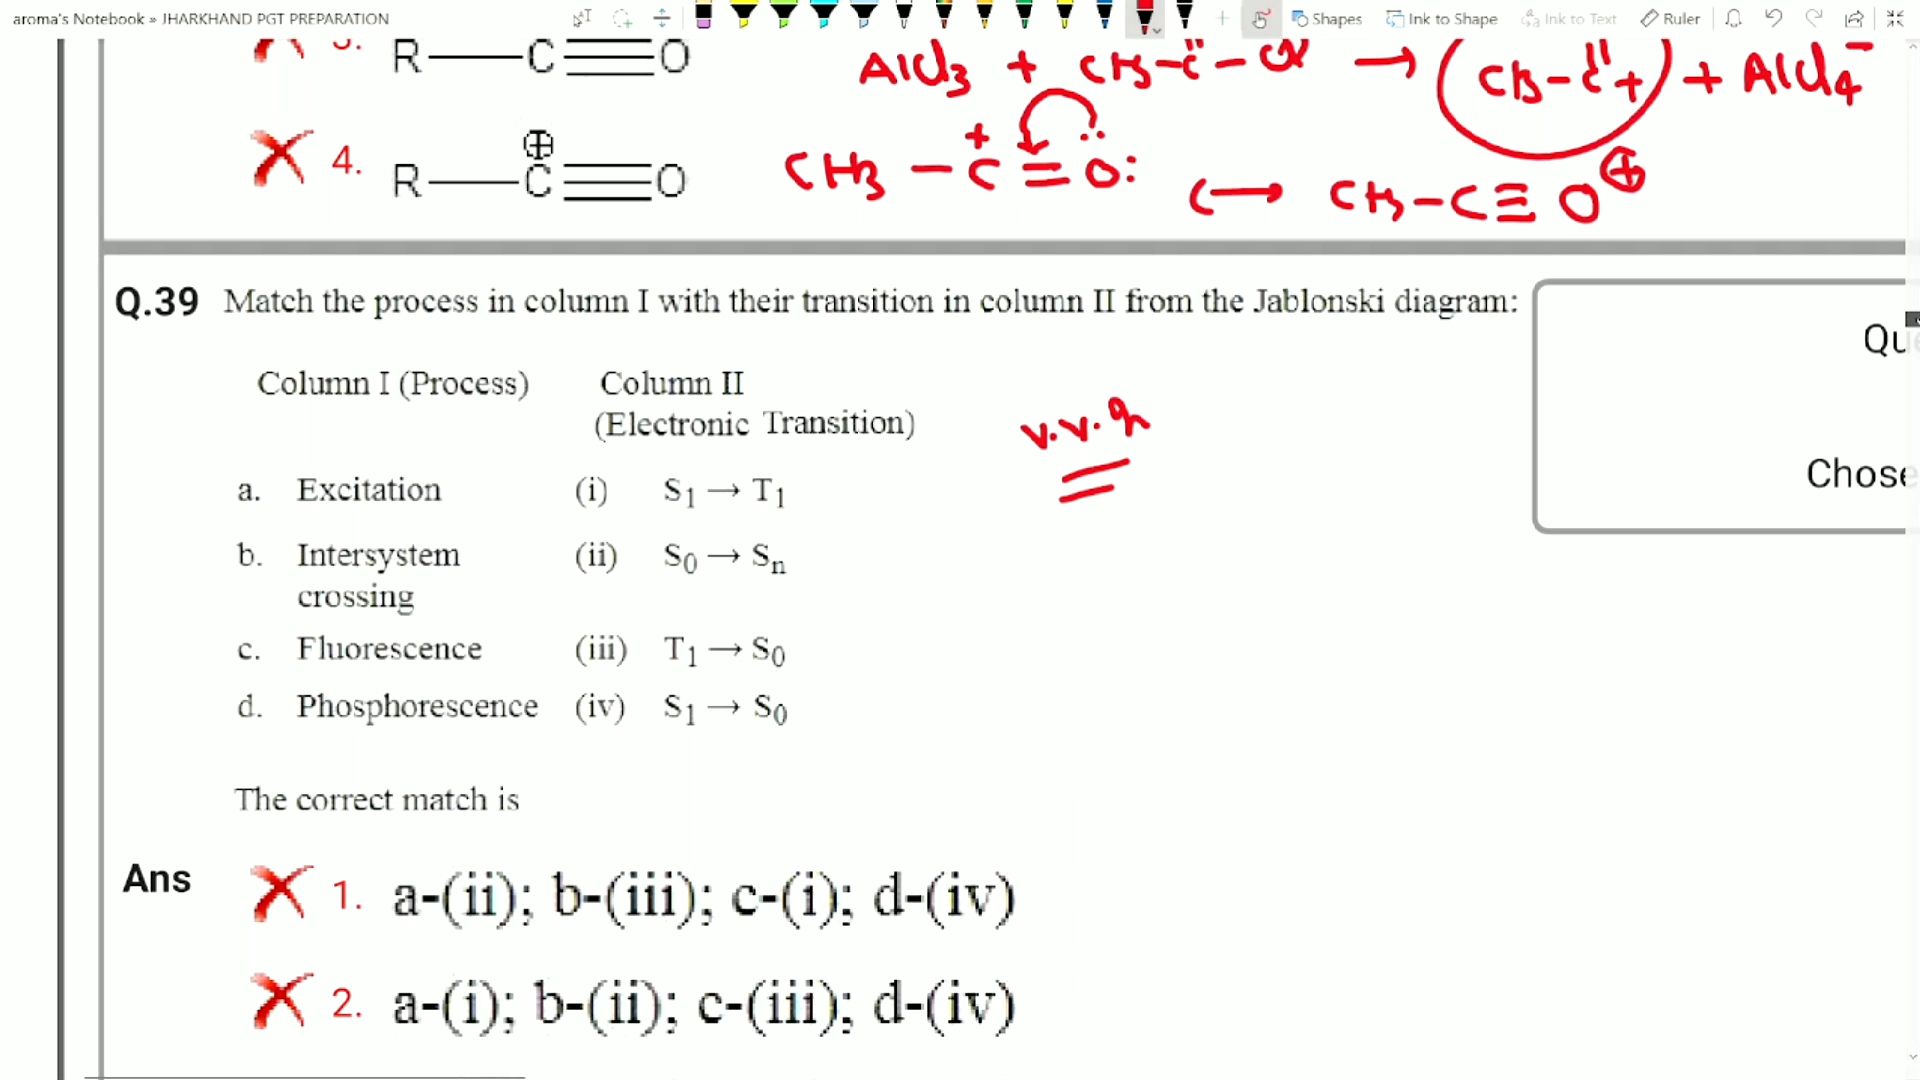 aroma's Notebook » JHARKHAND PGT PREPARATION
Shapes Ink to Shape Ink to Text Ruler
R—C≡O
AlCl3 + CH3-C-Cl → (CH3-C+) + AlCl4-
4. R—C≡O
⊕
CH3-C=O: ↔ CH3-C≡O⊕
+
Q.39 Match the process in column I with their transition in column II from the Jablonski diagram:
Qu
Column I (Process) Column II
(Electronic Transition)
Chose
a. Excitation (i) S1 → T1
b. Intersystem (ii) S0 → Sn
crossing
c. Fluorescence (iii) T1 → S0
d. Phosphorescence (iv) S1 → S0
The correct match is
Ans 1. a-(ii); b-(iii); c-(i); d-(iv)
2. a-(i); b-(ii); c-(iii); d-(iv)